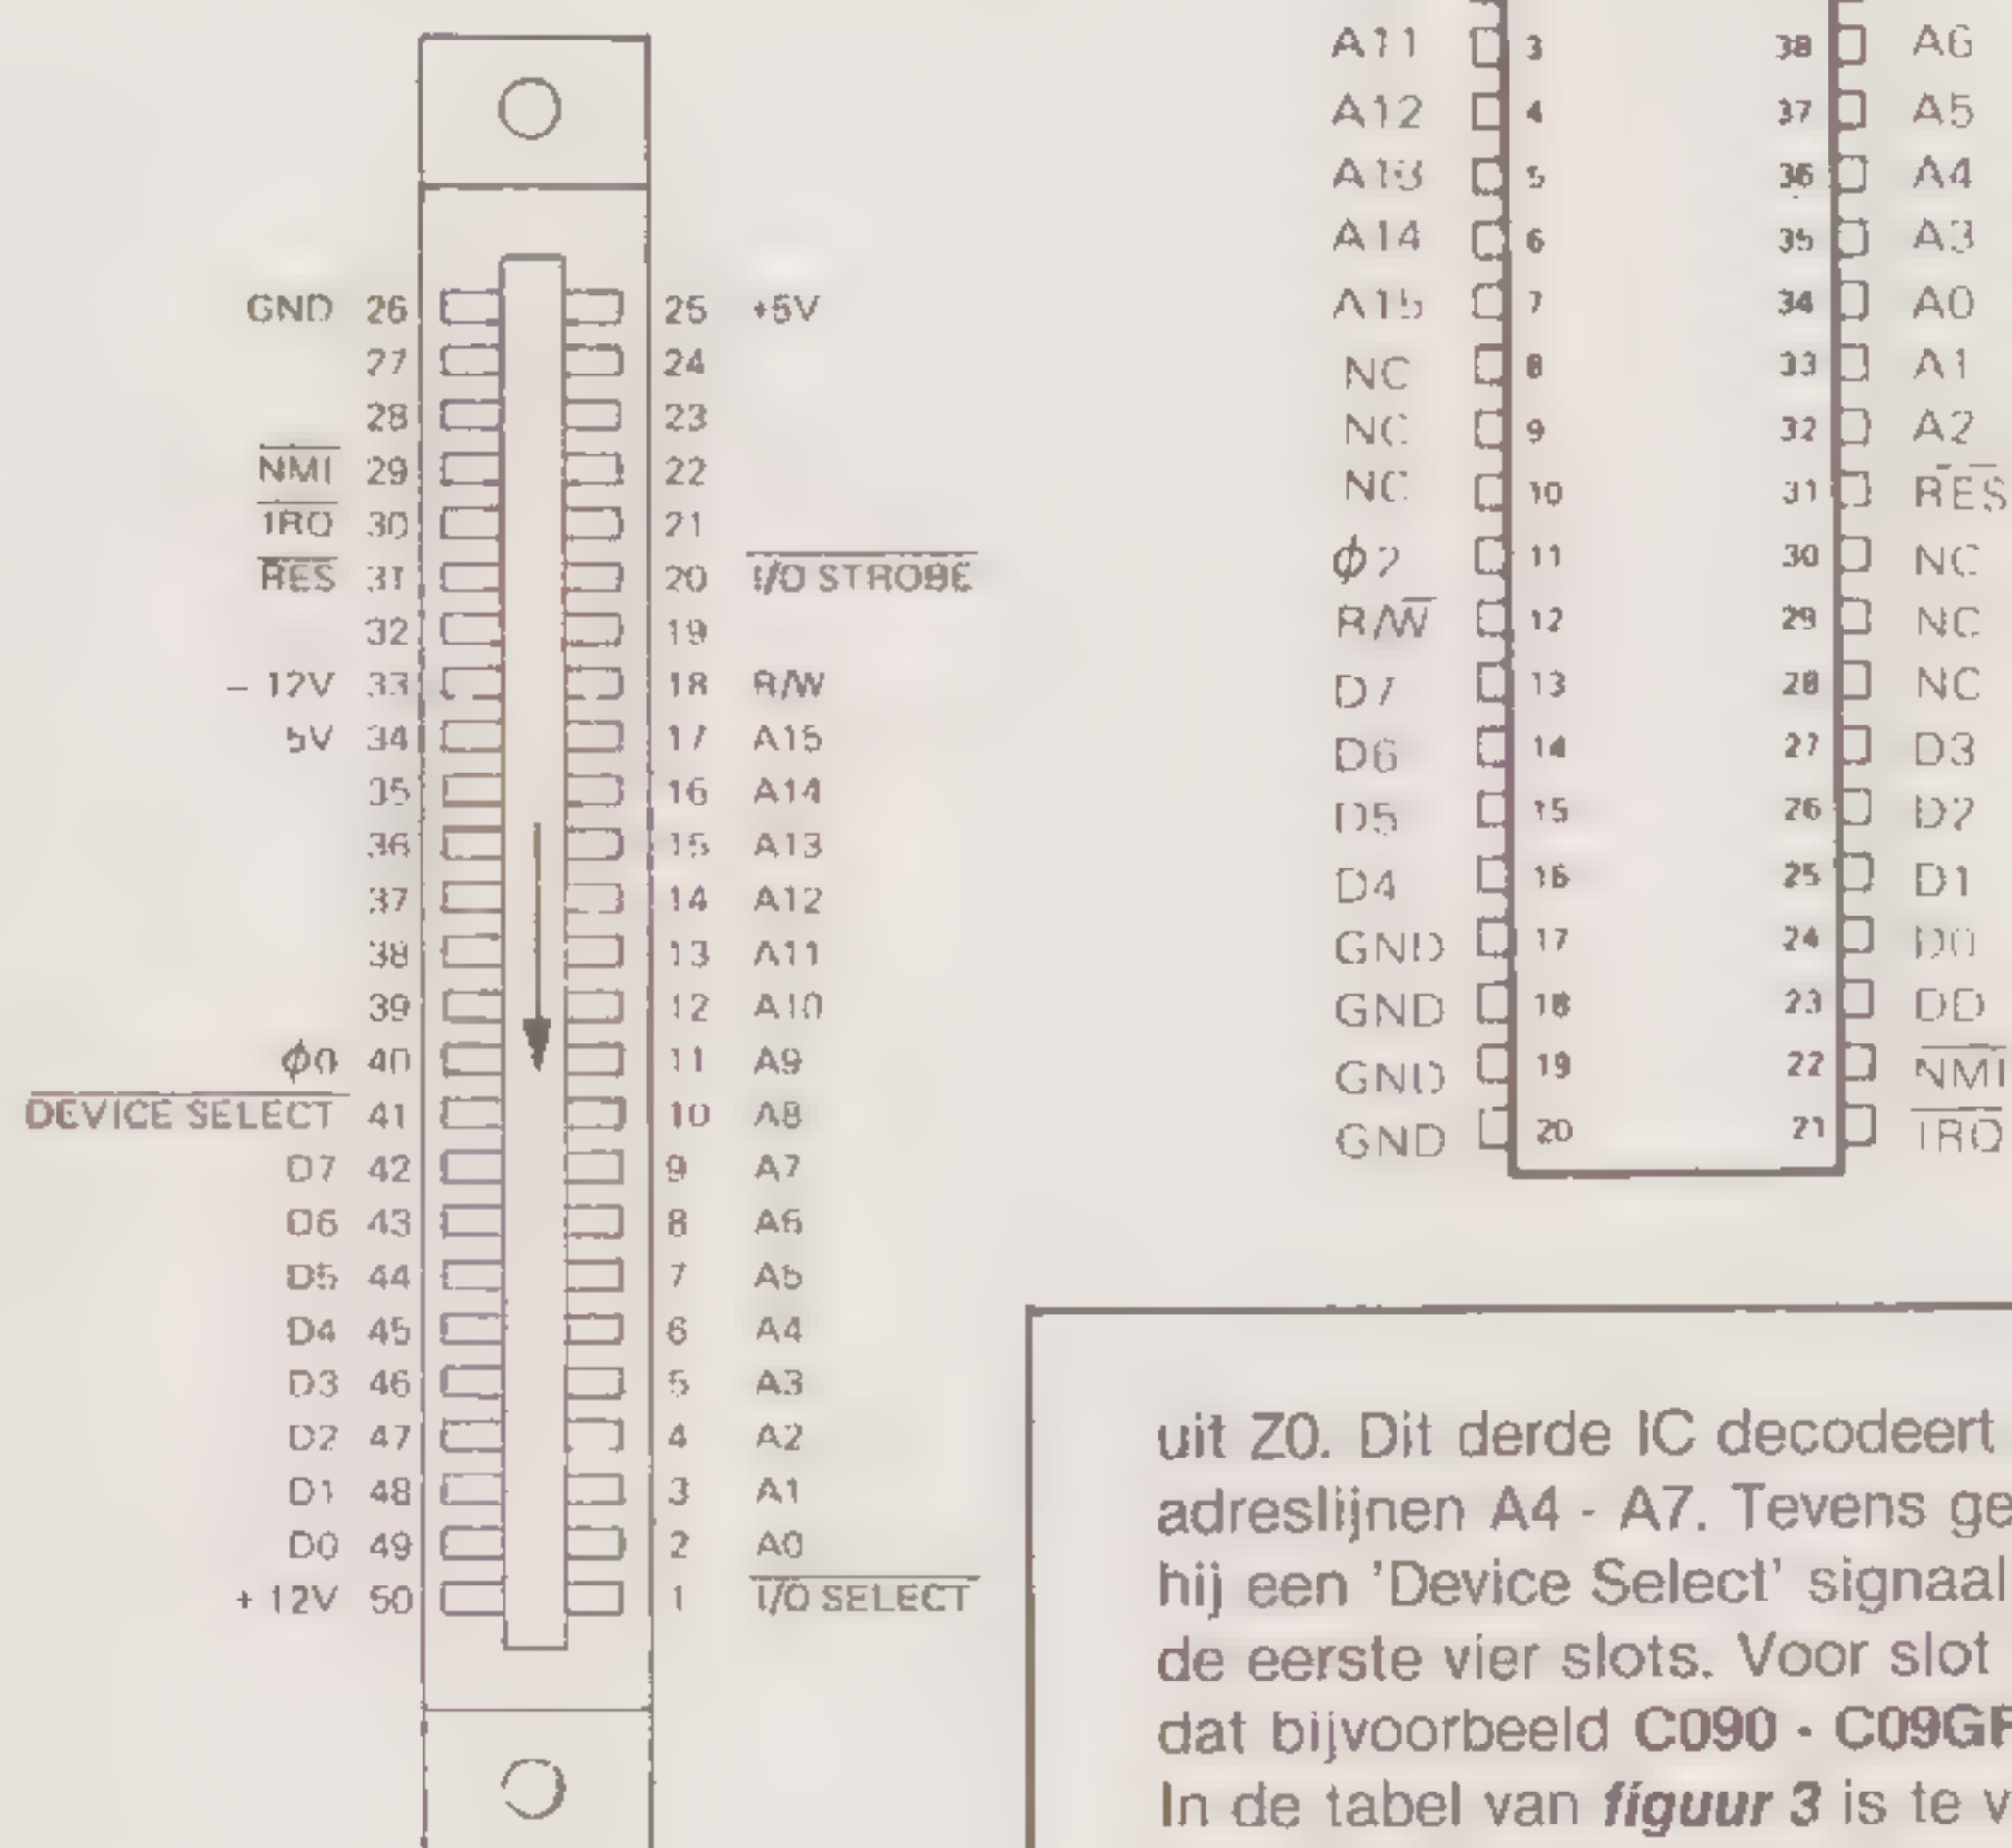 GND 26 25 +5V
27 24
28 23
NMI 29 22
IRQ 30 21
RES 31 20 I/O STROBE
32 19
– 12V 33 18 R/W
5V 34 17 A15
35 16 A14
36 15 A13
37 14 A12
38 13 A11
39 12 A10
ϕ0 40 11 A9
DEVICE SELECT 41 10 A8
D7 42 9 A7
D6 43 8 A6
D5 44 7 A5
D4 45 6 A4
D3 46 5 A3
D2 47 4 A2
D1 48 3 A1
D0 49 2 A0
+ 12V 50 1 I/O SELECT
A11 3 38 A6
A12 4 37 A5
A13 5 36 A4
A14 6 35 A3
A15 7 34 A0
NC 8 33 A1
NC 9 32 A2
NC 10 31 RES
ϕ2 11 30 NC
R/W 12 29 NC
D7 13 28 NC
D6 14 27 D3
D5 15 26 D2
D4 16 25 D1
GND 17 24 D0
GND 18 23 DD
GND 19 22 NMI
GND 20 21 IRQ
uit Z0. Dit derde IC decodeert
adreslijnen A4 - A7. Tevens ge
hij een 'Device Select' signaal
de eerste vier slots. Voor slot
dat bijvoorbeeld C090 - C09GF
In de tabel van figuur 3 is te v